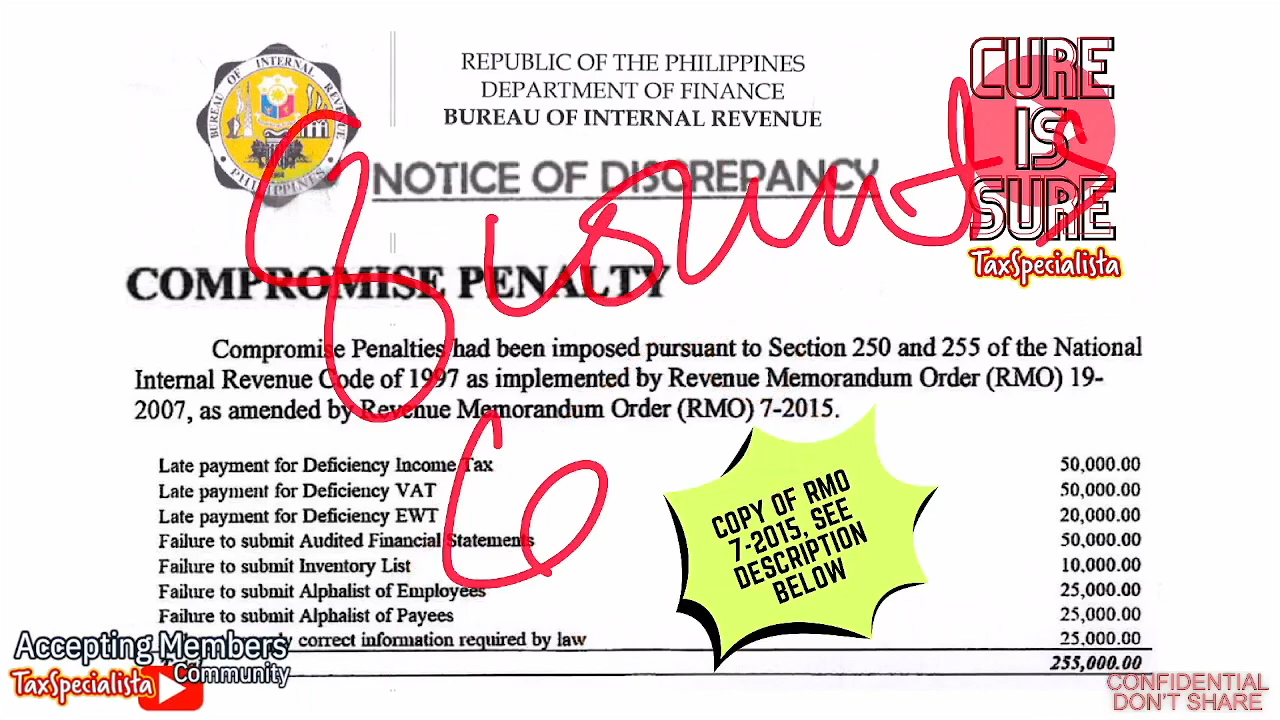 REPUBLIC OF THE PHILIPPINES
DEPARTMENT OF FINANCE
BUREAU OF INTERNAL REVENUE
BUREAU OF INTERNAL REVENUE
PHILIPPINES
NOTICE OF DISCREPANCY
CURE
IS
SURE
TaxSpecialista
COMPROMISE PENALTY
Compromise Penalties had been imposed pursuant to Section 250 and 255 of the National
Internal Revenue Code of 1997 as implemented by Revenue Memorandum Order (RMO) 19-
2007, as amended by Revenue Memorandum Order (RMO) 7-2015.
Late payment for Deficiency Income Tax 50,000.00
Late payment for Deficiency VAT 50,000.00
Late payment for Deficiency EWT 20,000.00
Failure to submit Audited Financial Statements 50,000.00
Failure to submit Inventory List 10,000.00
Failure to submit Alphalist of Employees 25,000.00
Failure to submit Alphalist of Payees 25,000.00
correct information required by law 25,000.00
255,000.00
COPY OF RMO
7-2015, SEE
DESCRIPTION
BELOW
Accepting Members
Community
TaxSpecialista
CONFIDENTIAL
DON'T SHARE